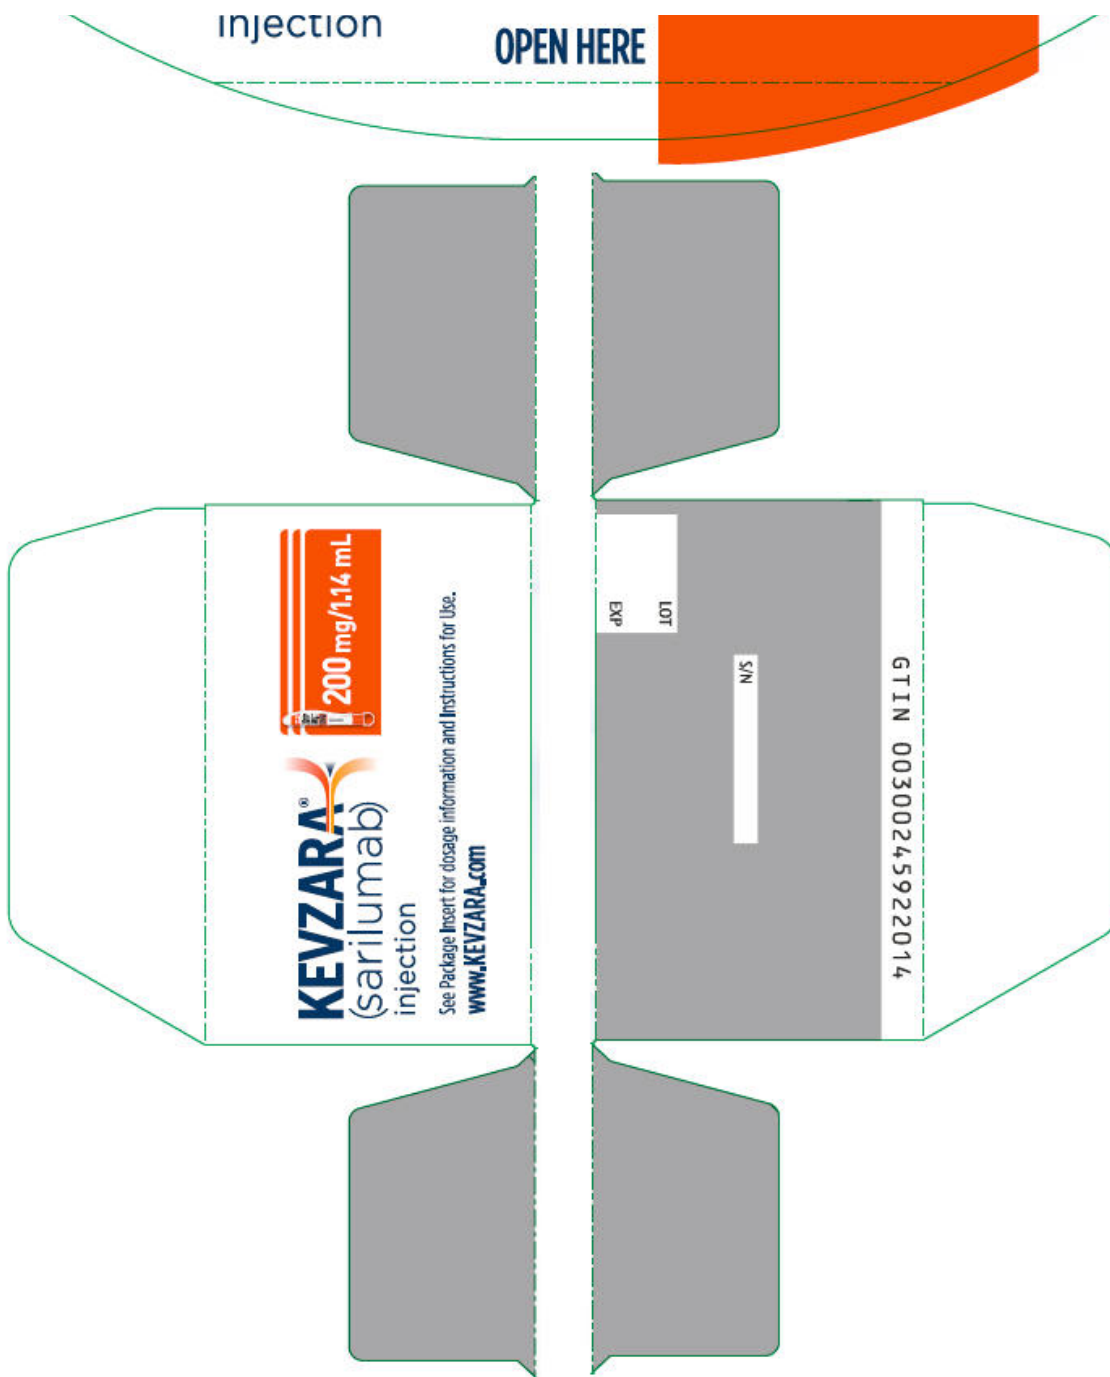 injection
OPEN HERE
200 mg/1.14 mL
KEVZARA®
(sarilumab)
injection
See Package Insert for dosage information and Instructions for Use.
www.KEVZARA.com
LOT
EXP
S/N
GTIN 00300245922014